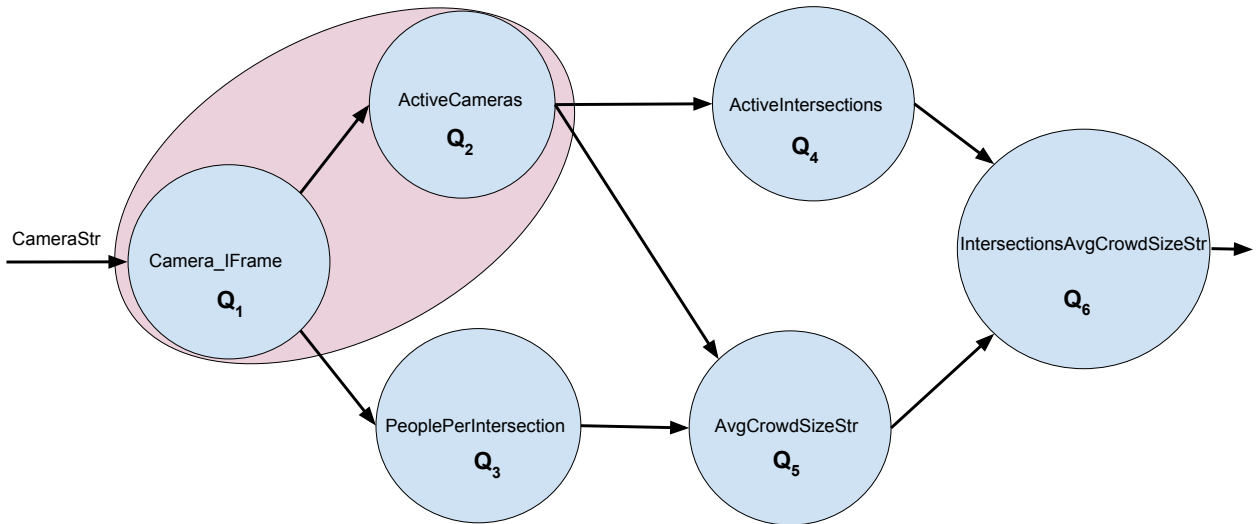 ActiveCameras
Q2
ActiveIntersections
Q4
CameraStr
Camera_IFrame
Q1
IntersectionsAvgCrowdSizeStr
Q6
PeoplePerIntersection
Q3
AvgCrowdSizeStr
Q5